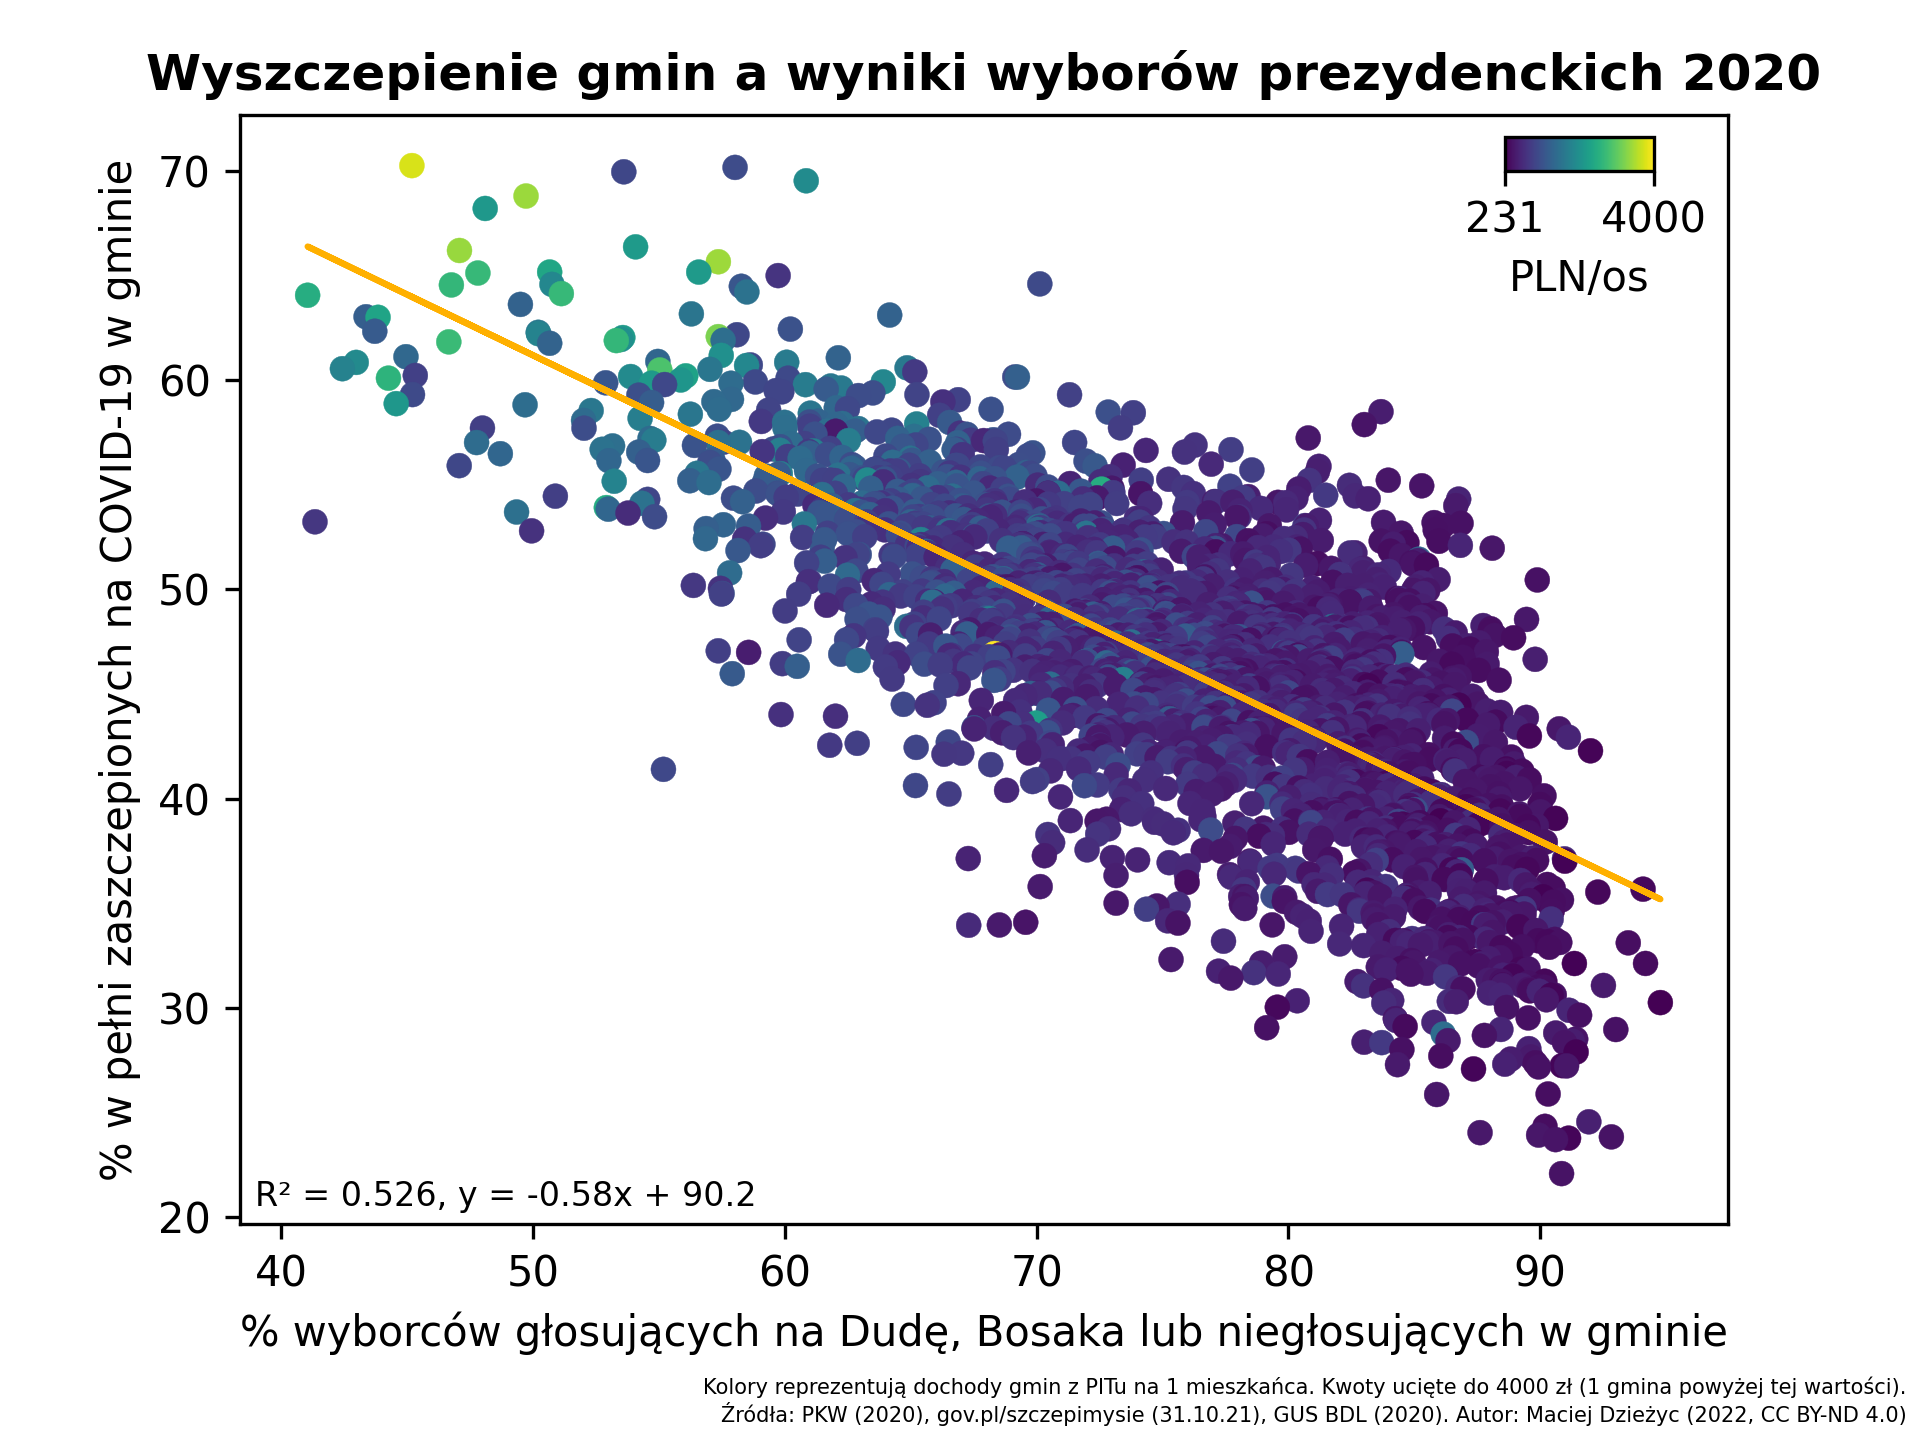 Wyszczepienie gmin a wyniki wyborów prezydenckich 2020
% w pełni zaszczepionych na COVID-19 w gminie
70
60
50
40
30
20
231 4000
PLN/os
R² = 0.526, y = -0.58x + 90.2
40 50 60 70 80 90
% wyborców głosujących na Dudę, Bosaka lub niegłosujących w gminie
Kolory reprezentują dochody gmin z PITu na 1 mieszkańca. Kwoty ucięte do 4000 zł (1 gmina powyżej tej wartości).
Źródła: PKW (2020), gov.pl/szczepimysie (31.10.21), GUS BDL (2020). Autor: Maciej Dzieżyc (2022, CC BY-ND 4.0)